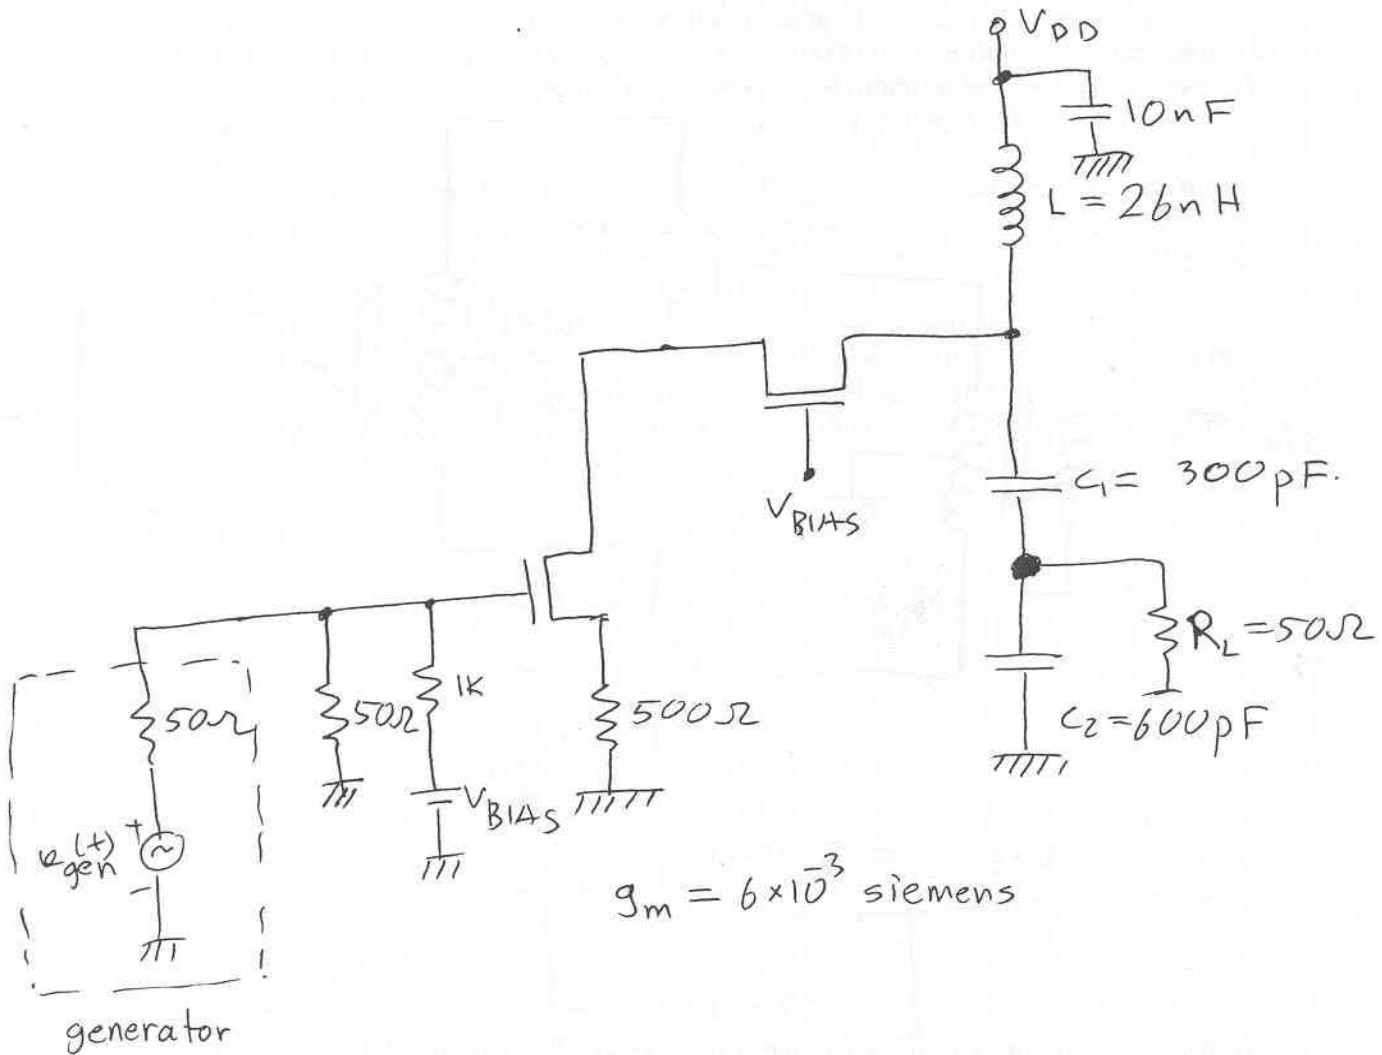 VDD
10nF
L = 26nH
C1 = 300pF.
VBIAS
RL = 50Ω
C2 = 600pF
1K
50Ω
50Ω
500Ω
VBIAS
vgen(t)
+
~
-
gm = 6×10^-3 siemens
generator